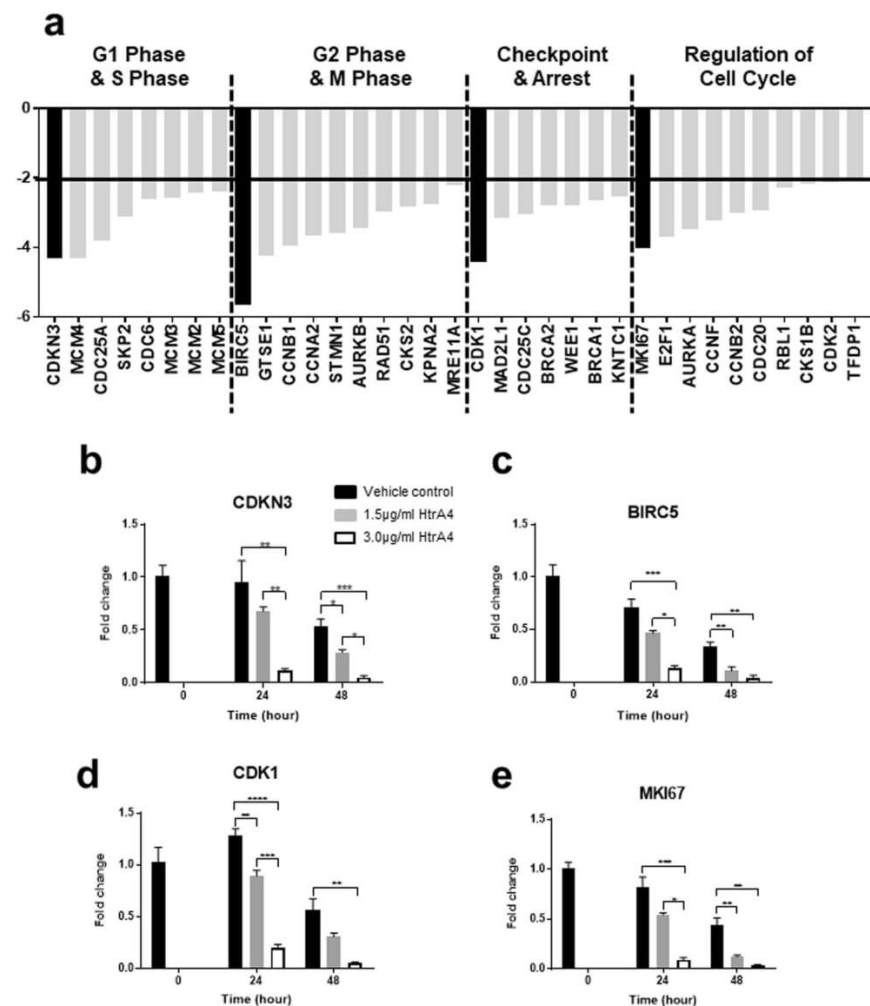 a
G1 Phase & S Phase
G2 Phase & M Phase
Checkpoint & Arrest
Regulation of Cell Cycle
0
-2
-4
-6
CDKN3
MCM4
CDC25A
SKP2
CDC6
MCM3
MCM2
MCM5
BIRC5
GTSE1
CCNB1
CCNA2
STMN1
AURKB
RAD51
CKS2
KPNA2
MRE11A
CDK1
MAD2L1
CDC25C
BRCA2
WEE1
BRCA1
KNTC1
MKI67
E2F1
AURKA
CCNF
CCNB2
CDC20
RBL1
CKS1B
CDK2
TFDP1
b
CDKN3
Vehicle control
1.5µg/ml HtrA4
3.0µg/ml HtrA4
Fold change
1.5
1.0
0.5
0.0
**
**
***
*
*
0 24 48
Time (hour)
c
BIRC5
Fold change
1.5
1.0
0.5
0.0
***
*
**
**
0 24 48
Time (hour)
d
CDK1
Fold change
1.5
1.0
0.5
0.0
****
**
***
**
0 24 48
Time (hour)
e
MKI67
Fold change
1.5
1.0
0.5
0.0
***
*
**
**
0 24 48
Time (hour)